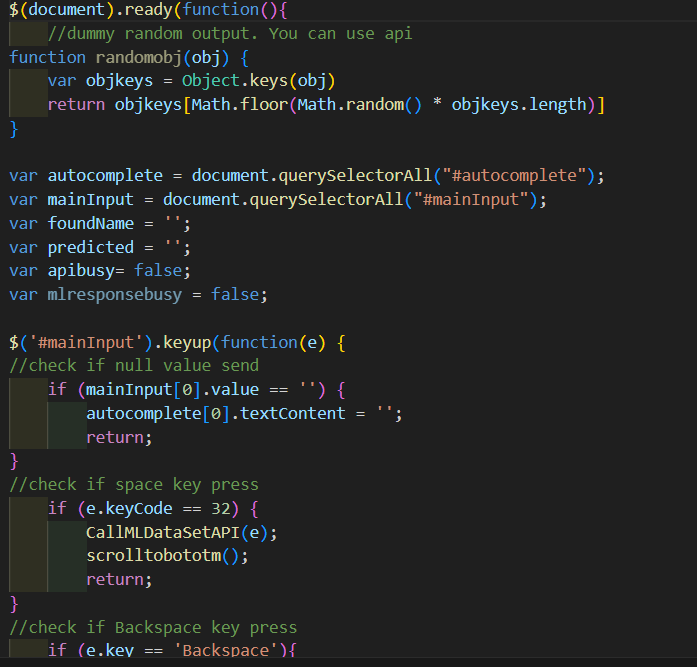 $(document).ready(function(){
    //dummy random output. You can use api
function randomobj(obj) {
    var objkeys = Object.keys(obj)
    return objkeys[Math.floor(Math.random() * objkeys.length)]
}

var autocomplete = document.querySelectorAll("#autocomplete");
var mainInput = document.querySelectorAll("#mainInput");
var foundName = '';
var predicted = '';
var apibusy= false;
var mlresponsebusy = false;

$('#mainInput').keyup(function(e) {
//check if null value send
    if (mainInput[0].value == '') {
        autocomplete[0].textContent = '';
        return;
}
//check if space key press
    if (e.keyCode == 32) {
        CallMLDataSetAPI(e);
        scrolltobototm();
        return;
}
//check if Backspace key press
    if (e.key == 'Backspace'){